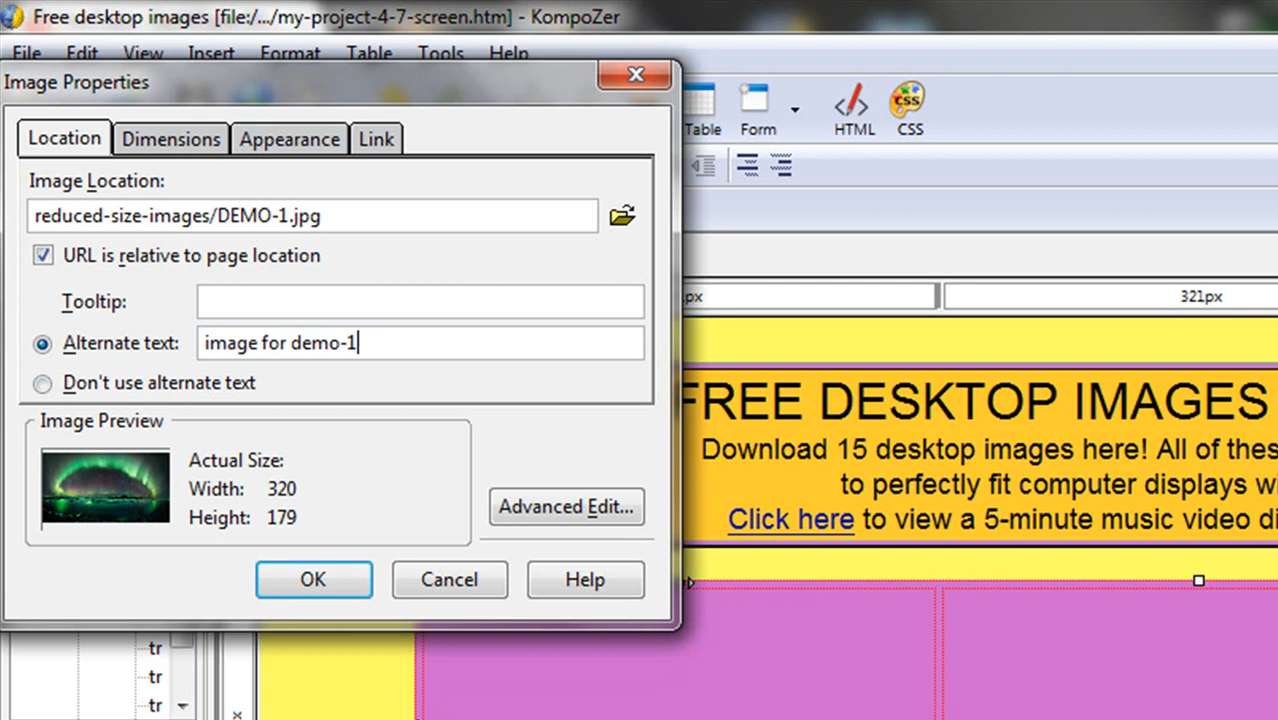 Free desktop images [file:/.../my-project-4-7-screen.htm] - KompoZer
File Edit View Insert Format Table Tools Help
Image Properties
Table Form HTML CSS
CSS
Location Dimensions Appearance Link
Image Location:
reduced-size-images/DEMO-1.jpg
URL is relative to page location
Tooltip:
px 321px
Alternate text: image for demo-1
Don't use alternate text
FREE DESKTOP IMAGES
Download 15 desktop images here! All of thes
to perfectly fit computer displays w
Click here to view a 5-minute music video di
Image Preview
Actual Size:
Width: 320
Height: 179
Advanced Edit...
OK Cancel Help
tr
tr
tr